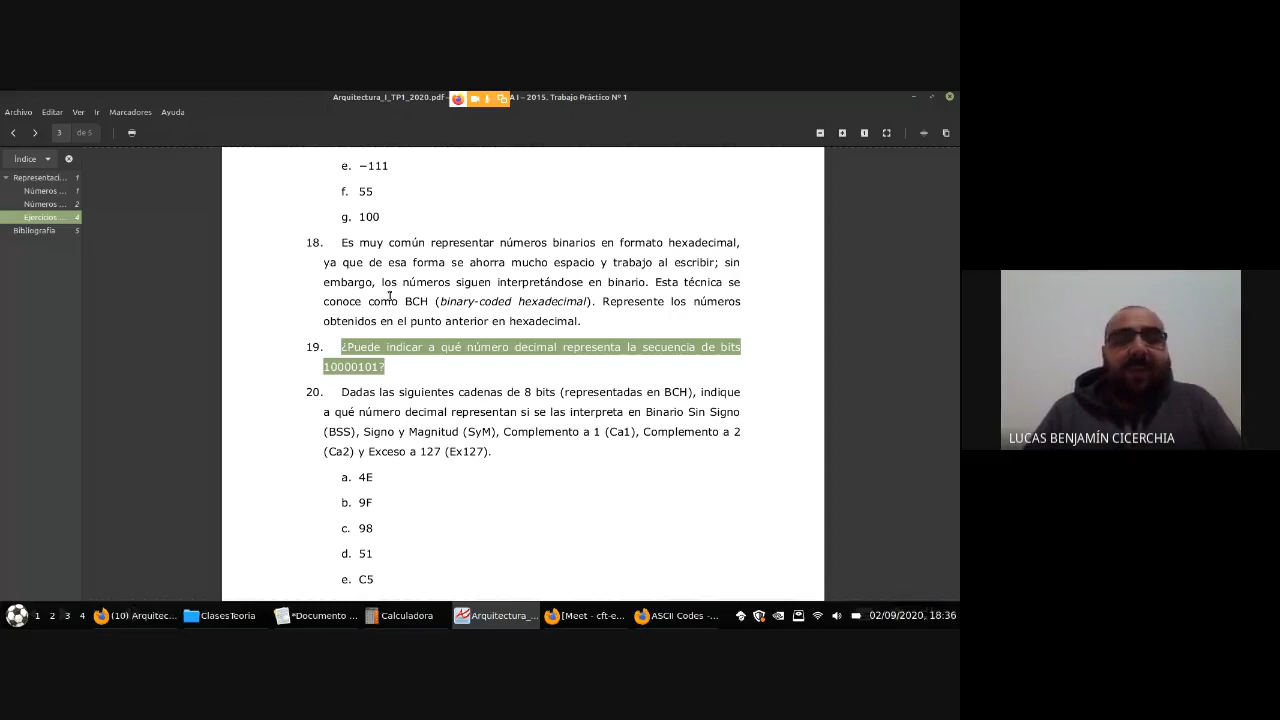 Arquitectura_I_TP1_2020.pdf — A I – 2015. Trabajo Práctico Nº 1
Archivo Editar Ver Ir Marcadores Ayuda
3 de 5
Índice
Representaci... 1
Números ... 1
Números ... 2
Ejercicios ... 4
Bibliografía 5
e. −111
f. 55
g. 100
18. Es muy común representar números binarios en formato hexadecimal,
ya que de esa forma se ahorra mucho espacio y trabajo al escribir; sin
embargo, los números siguen interpretándose en binario. Esta técnica se
conoce como BCH (binary-coded hexadecimal). Represente los números
obtenidos en el punto anterior en hexadecimal.
19. ¿Puede indicar a qué número decimal representa la secuencia de bits
10000101?
20. Dadas las siguientes cadenas de 8 bits (representadas en BCH), indique
a qué número decimal representan si se las interpreta en Binario Sin Signo
(BSS), Signo y Magnitud (SyM), Complemento a 1 (Ca1), Complemento a 2
(Ca2) y Exceso a 127 (Ex127).
a. 4E
b. 9F
c. 98
d. 51
e. C5
LUCAS BENJAMÍN CICERCHIA
1 2 3 4 (10) Arquitec... ClasesTeoria *Documento ... Calculadora Arquitectura_... [Meet - cft-e... ASCII Codes -... 02/09/2020, 18:36